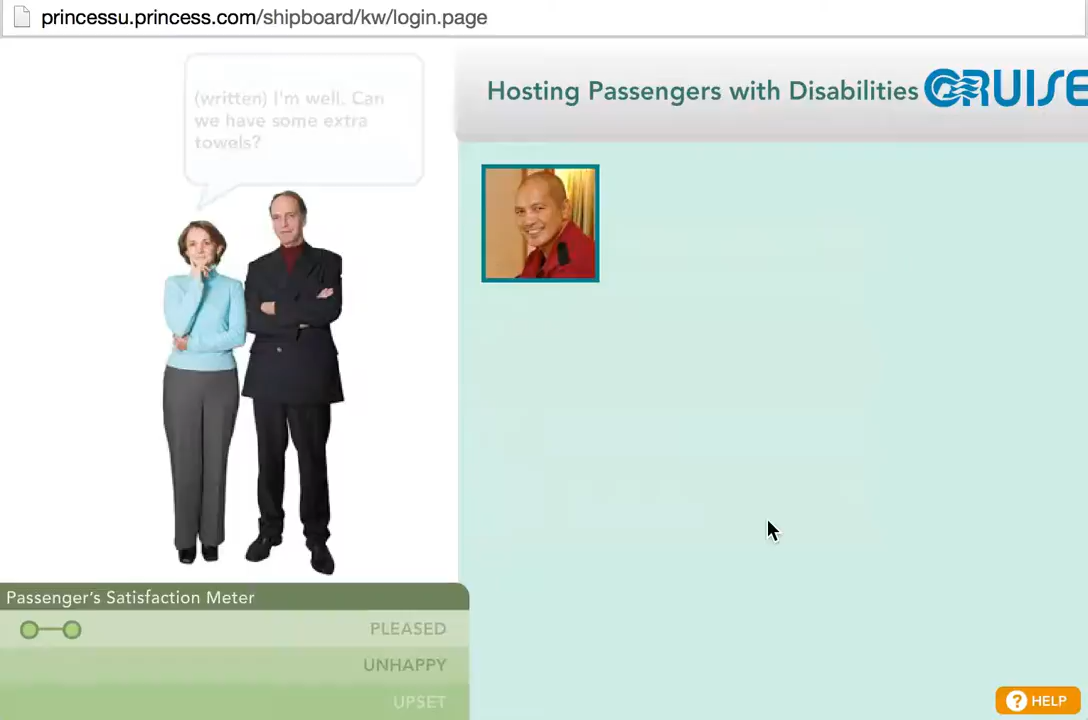 princessu.princess.com/shipboard/kw/login.page
(written) I'm well. Can
we have some extra
towels?
Hosting Passengers with Disabilities
CRUISE
Passenger's Satisfaction Meter
PLEASED
UNHAPPY
UPSET
? HELP